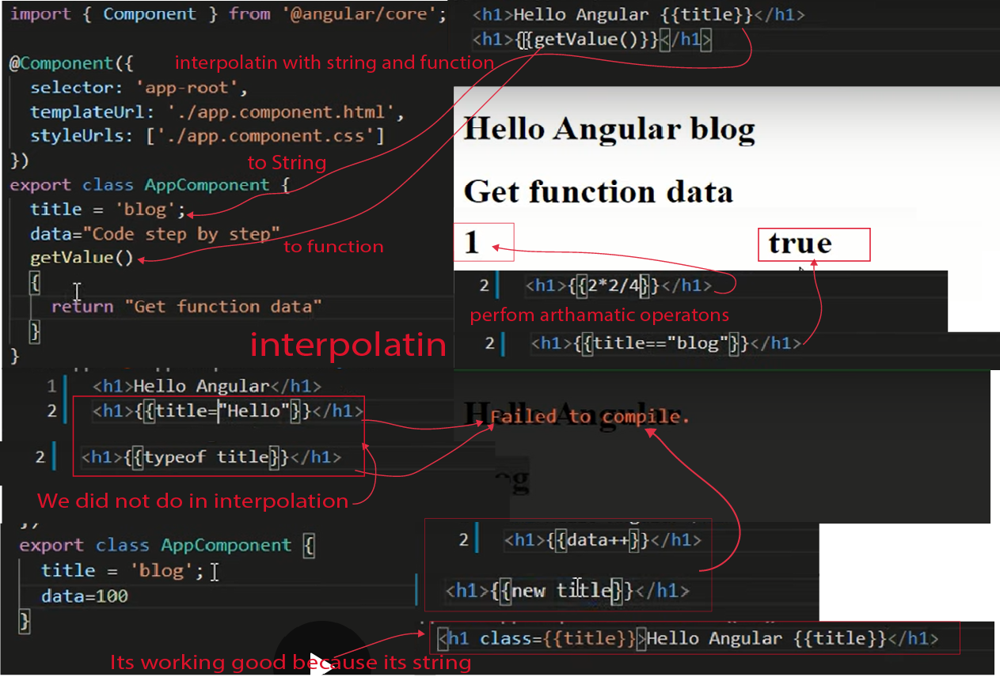 import { Component } from '@angular/core';
@Component({
interpolatin with string and function
selector: 'app-root',
templateUrl: './app.component.html',
styleUrls: ['./app.component.css']
})
to String
export class AppComponent {
title = 'blog';
data="Code step by step"
to function
getValue()
{
return "Get function data"
}
}
interpolatin
<h1>Hello Angular {{title}}</h1>
<h1>{{getValue()}}</h1>
Hello Angular blog
Get function data
1
true
2 <h1>{{2*2/4}}</h1>
perfom arthamatic operatons
2 <h1>{{title=="blog"}}</h1>
1 <h1>Hello Angular</h1>
2 <h1>{{title="Hello"}}</h1>
2 <h1>{{typeof title}}</h1>
We did not do in interpolation
Hello Angular
Failed to compile.
export class AppComponent {
title = 'blog';
data=100
}
2 <h1>{{data++}}</h1>
<h1>{{new title}}</h1>
<h1 class={{title}}>Hello Angular {{title}}</h1>
Its working good because its string